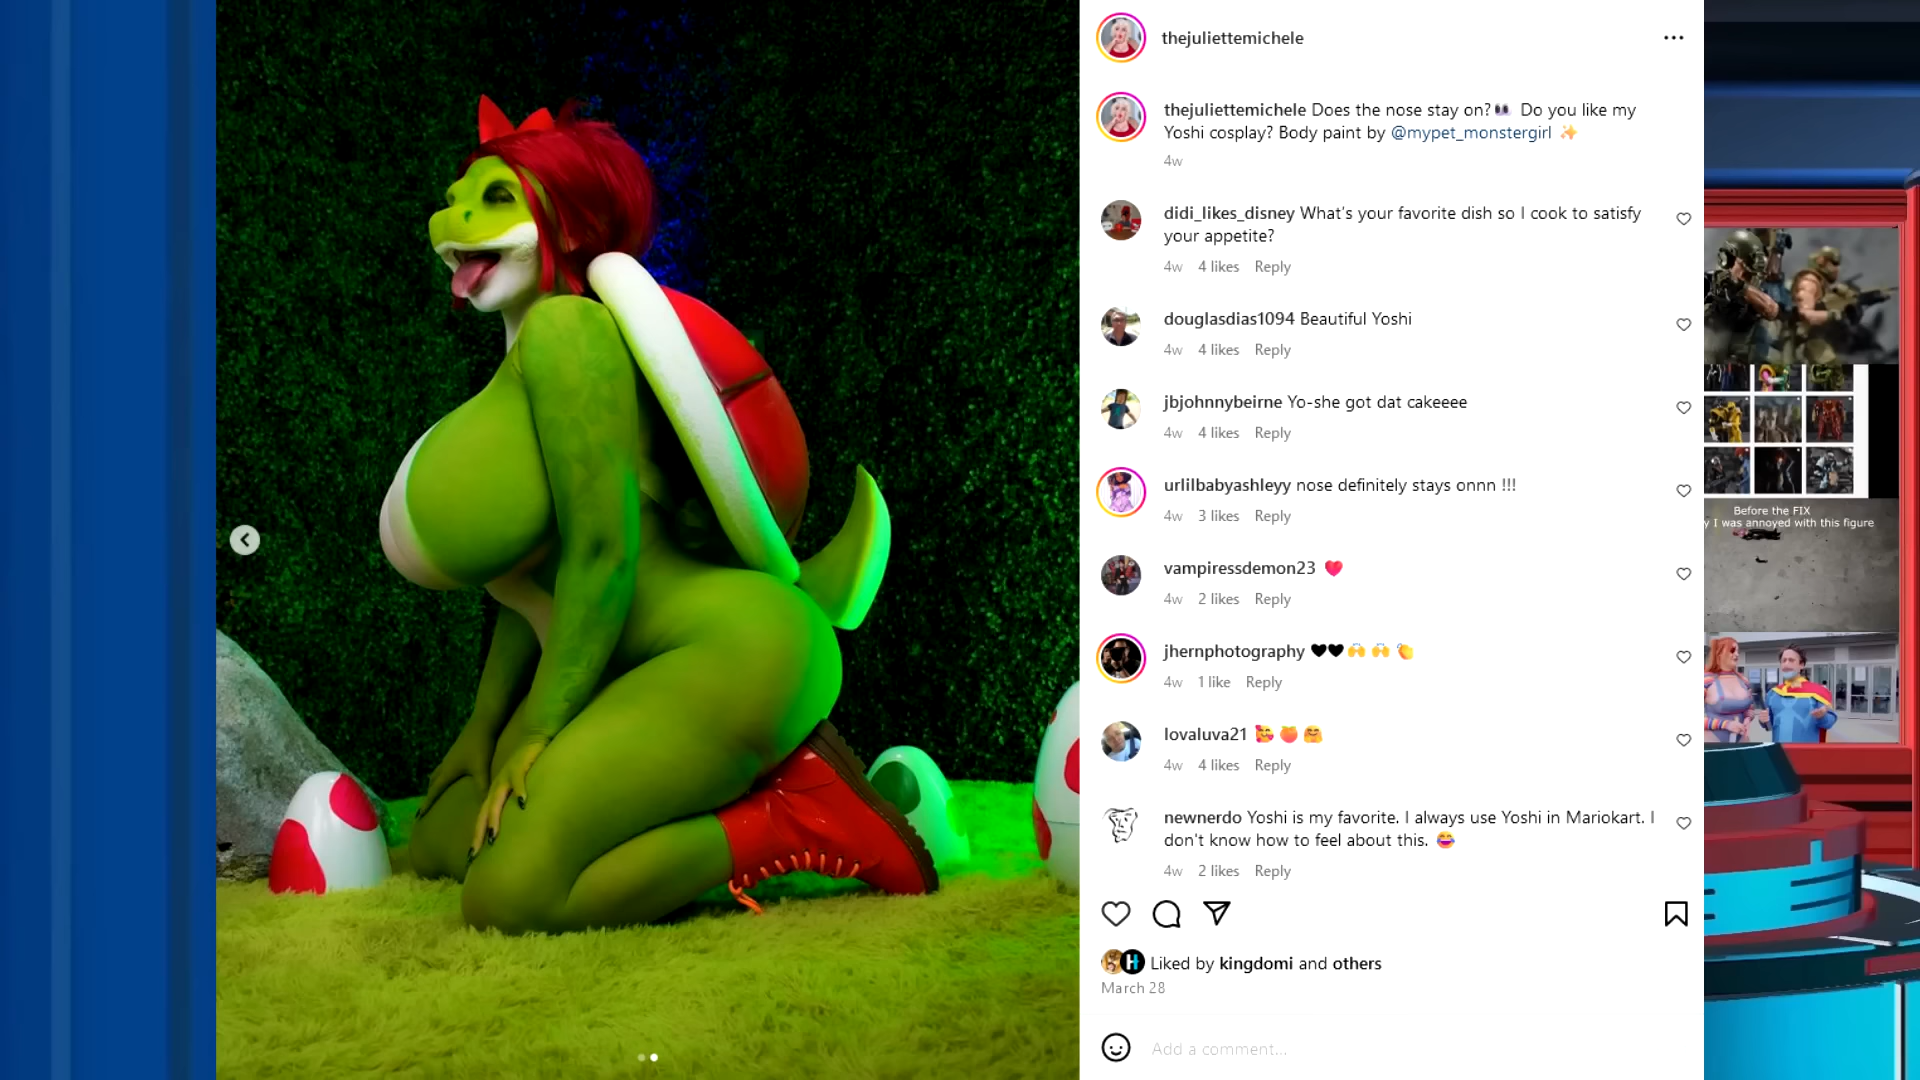 thejuliettemichele
thejuliettemichele Does the nose stay on?👀 Do you like my
Yoshi cosplay? Body paint by @mypet_monstergirl ✨
4w
didi_likes_disney What's your favorite dish so I cook to satisfy
your appetite?
4w 4 likes Reply
douglasdias1094 Beautiful Yoshi
4w 4 likes Reply
jbjohnnybeirne Yo-she got dat cakeeee
4w 4 likes Reply
urlilbabyashleyy nose definitely stays onnn !!!
4w 3 likes Reply
vampiressdemon23 ❤️
4w 2 likes Reply
jhernphotography 🖤🖤🙌🙌👏
4w 1 like Reply
lovaluva21 🥰🍑🤗
4w 4 likes Reply
newnerdo Yoshi is my favorite. I always use Yoshi in Mariokart. I
don't know how to feel about this. 😂
4w 2 likes Reply
Liked by kingdomi and others
March 28
Add a comment...
Before the FIX
y I was annoyed with this figure